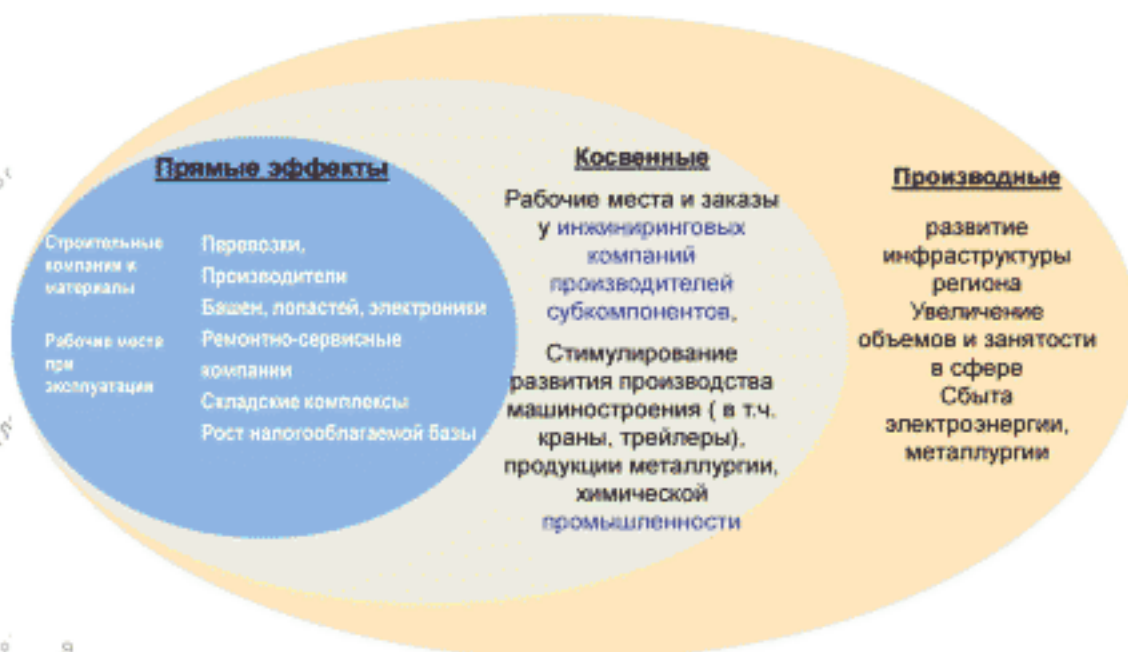 Прямые эффекты
Строительные
компании и
материалы
Рабочие места
при
эксплуатации
Перевозки,
Производители
Башен, лопастей, электроники
Ремонтно-сервисные
компании
Складские комплексы
Рост налогооблагаемой базы
Косвенные
Рабочие места и заказы
у инжиниринговых
компаний
производителей
субкомпонентов,
Стимулирование
развития производства
машиностроения ( в т.ч.
краны, трейлеры),
продукции металлургии,
химической
промышленности
Производные
развитие
инфраструктуры
региона
Увеличение
объемов и занятости
в сфере
Сбыта
электроэнергии,
металлургии